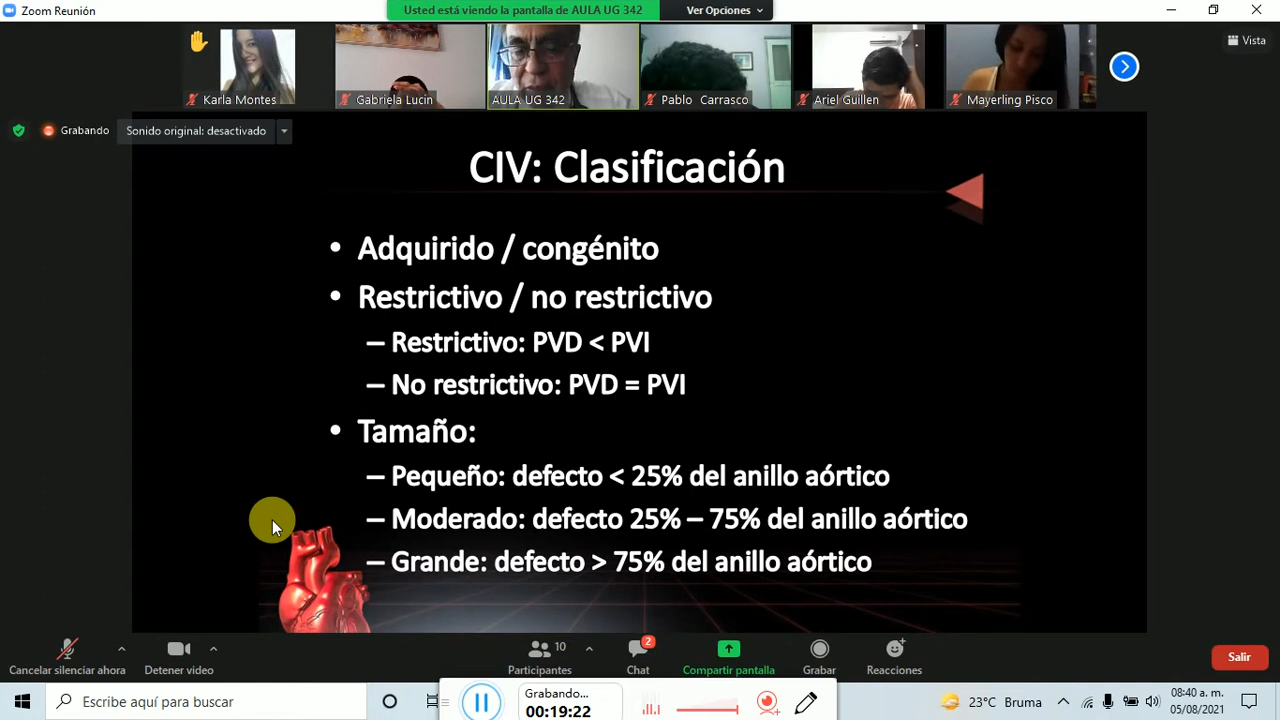 Zoom Reunión
Usted está viendo la pantalla de AULA UG 342
Ver Opciones
Vista
Karla Montes
Gabriela Lucin
AULA UG 342
Pablo Carrasco
Ariel Guillen
Mayerling Pisco
Grabando
Sonido original: desactivado
CIV: Clasificación
• Adquirido / congénito
• Restrictivo / no restrictivo
– Restrictivo: PVD < PVI
– No restrictivo: PVD = PVI
• Tamaño:
– Pequeño: defecto < 25% del anillo aórtico
– Moderado: defecto 25% – 75% del anillo aórtico
– Grande: defecto > 75% del anillo aórtico
Cancelar silenciar ahora
Detener video
10
Participantes
2
Chat
Compartir pantalla
Grabar
Reacciones
Salir
Escribe aquí para buscar
Grabando...
00:19:22
23°C Bruma
08:40 a. m.
05/08/2021